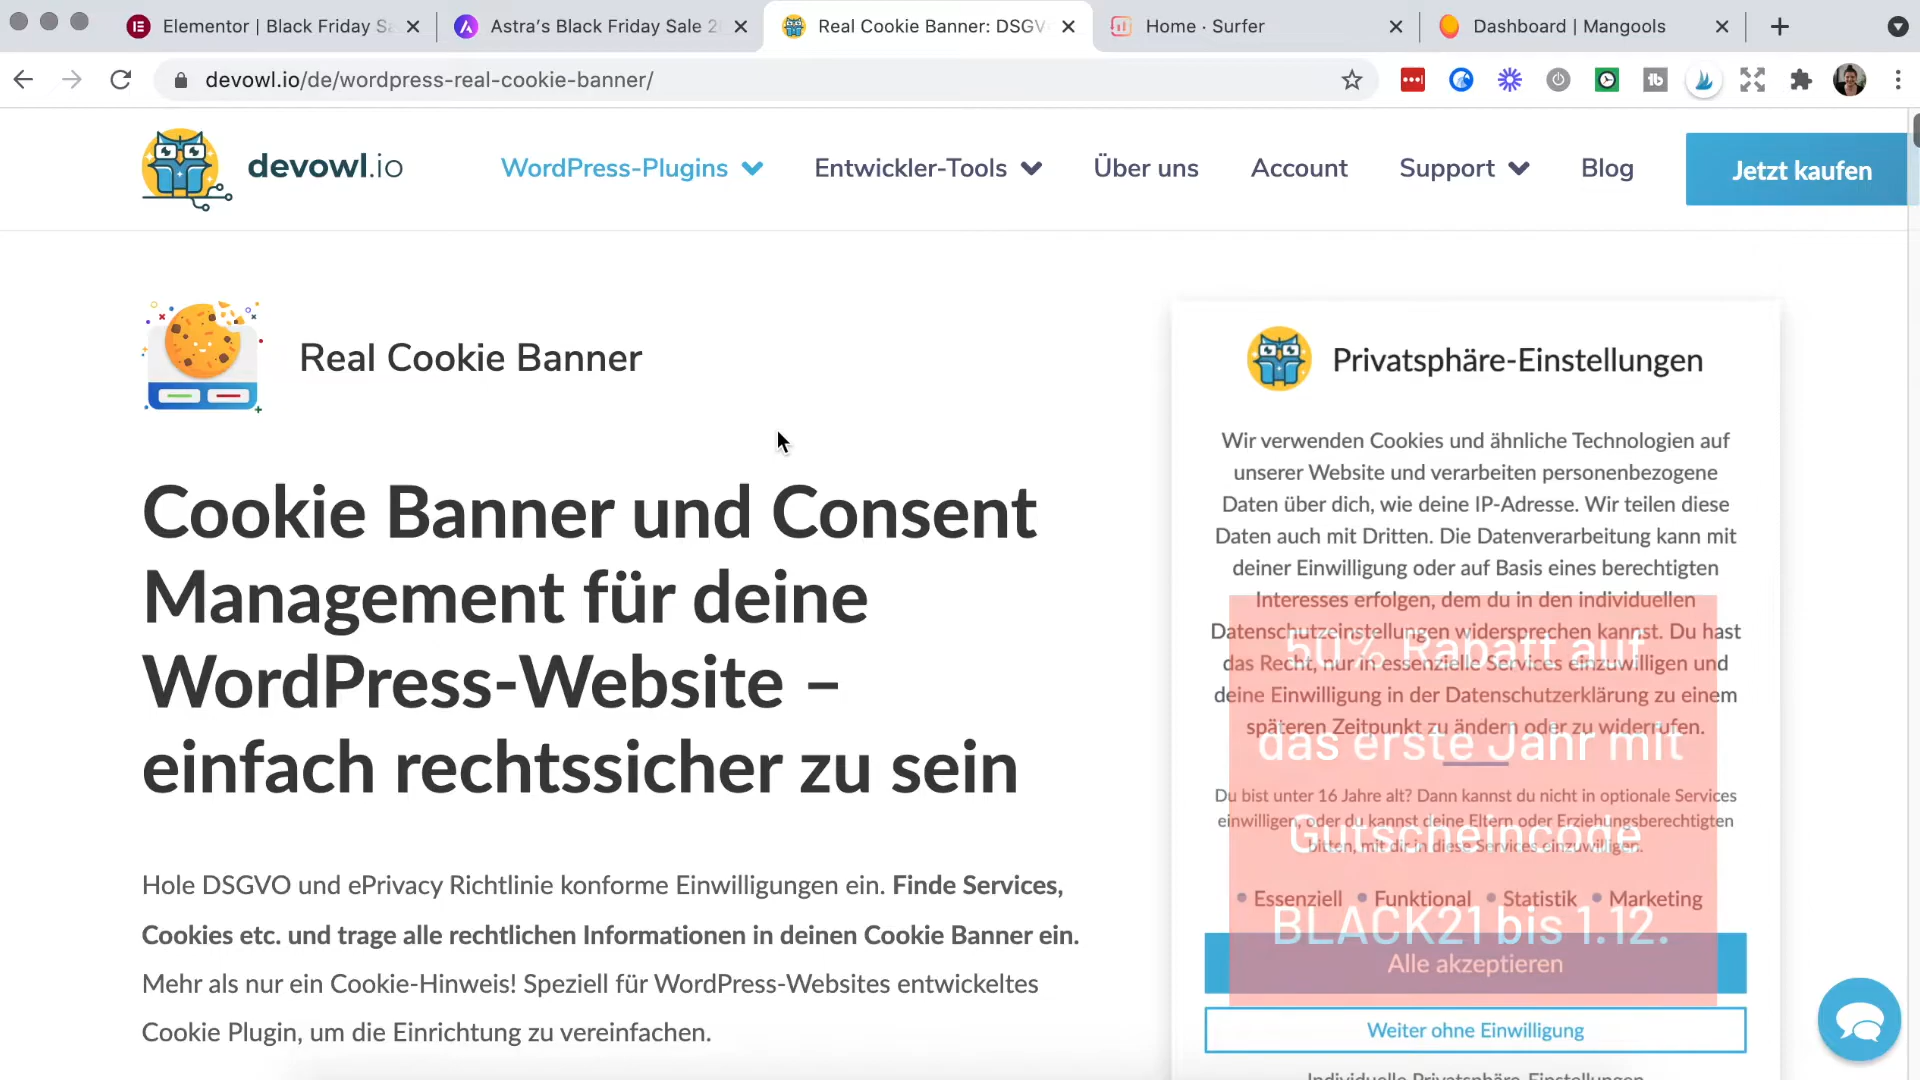 Elementor | Black Friday Sa
Astra's Black Friday Sale 2
Real Cookie Banner: DSGV
Home · Surfer
Dashboard | Mangools
devowl.io/de/wordpress-real-cookie-banner/
devowl.io
WordPress-Plugins
Entwickler-Tools
Über uns
Account
Support
Blog
Jetzt kaufen
Real Cookie Banner
Cookie Banner und Consent
Management für deine
WordPress-Website –
einfach rechtssicher zu sein
Hole DSGVO und ePrivacy Richtlinie konforme Einwilligungen ein. Finde Services,
Cookies etc. und trage alle rechtlichen Informationen in deinen Cookie Banner ein.
Mehr als nur ein Cookie-Hinweis! Speziell für WordPress-Websites entwickeltes
Cookie Plugin, um die Einrichtung zu vereinfachen.
Privatsphäre-Einstellungen
Wir verwenden Cookies und ähnliche Technologien auf
unserer Website und verarbeiten personenbezogene
Daten über dich, wie deine IP-Adresse. Wir teilen diese
Daten auch mit Dritten. Die Datenverarbeitung kann mit
deiner Einwilligung oder auf Basis eines berechtigten
Interesses erfolgen, dem du in den individuellen
Datenschutzeinstellungen widersprechen kannst. Du hast
das Recht, nur in essenzielle Services einzuwilligen und
deine Einwilligung in der Datenschutzerklärung zu einem
späteren Zeitpunkt zu ändern oder zu widerrufen.
Du bist unter 16 Jahre alt? Dann kannst du nicht in optionale Services
einwilligen, oder du kannst deine Eltern oder Erziehungsberechtigten
bitten, mit dir in diese Services einzuwilligen.
Essenziell
Funktional
Statistik
Marketing
Alle akzeptieren
Weiter ohne Einwilligung
Individuelle Privatsphäre-Einstellungen
50% Rabatt auf
das erste Jahr mit
Gutscheincode
BLACK21 bis 1.12.